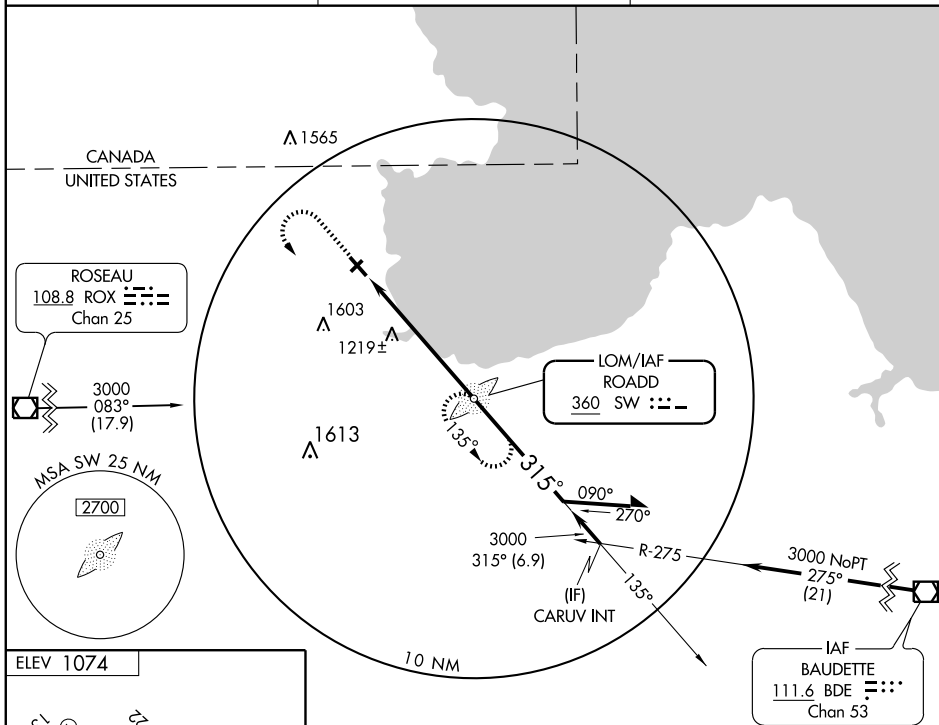 1565
CANADA
UNITED STATES
ROSEAU
108.8 ROX
Chan 25
3000
083°
(17.9)
1603
1219±
LOM/IAF
ROADD
360 SW
1613
135°
315°
MSA SW 25 NM
2700
090°
270°
3000
315° (6.9)
R-275
3000 NoPT
275°
(21)
(IF)
CARUV INT
135°
10 NM
IAF
BAUDETTE
111.6 BDE
Chan 53
ELEV 1074
22